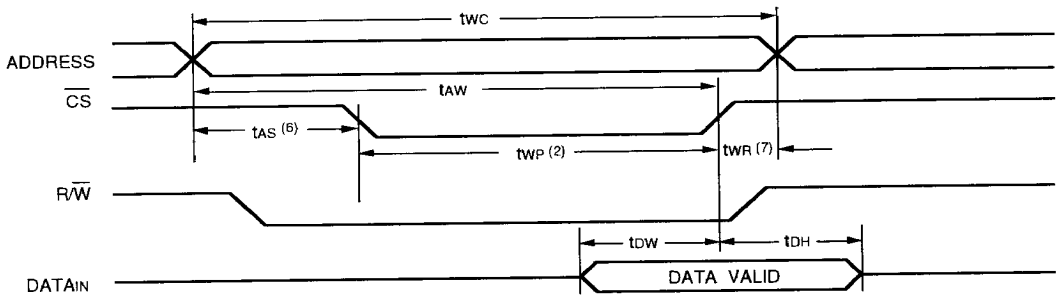 tWC
ADDRESS
tAW
CS
tAS (6)
tWP (2)
tWR (7)
R/W
tDW
tDH
DATAIN
DATA VALID